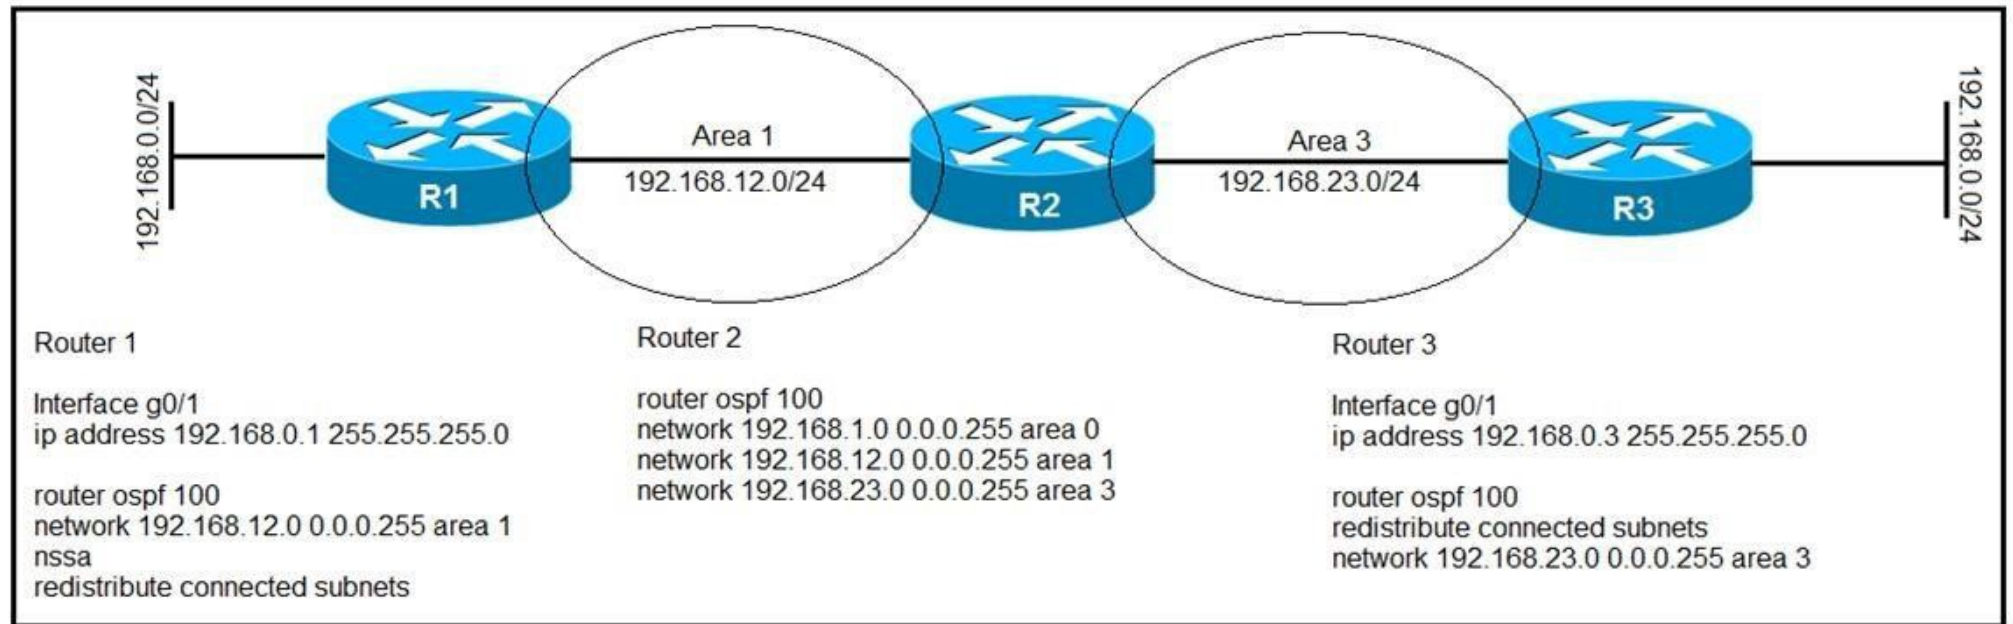 192.168.0.0/24
R1
Area 1
192.168.12.0/24
R2
Area 3
192.168.23.0/24
R3
192.168.0.0/24
Router 1
Interface g0/1
ip address 192.168.0.1 255.255.255.0
router ospf 100
network 192.168.12.0 0.0.0.255 area 1
nssa
redistribute connected subnets
Router 2
router ospf 100
network 192.168.1.0 0.0.0.255 area 0
network 192.168.12.0 0.0.0.255 area 1
network 192.168.23.0 0.0.0.255 area 3
Router 3
Interface g0/1
ip address 192.168.0.3 255.255.255.0
router ospf 100
redistribute connected subnets
network 192.168.23.0 0.0.0.255 area 3